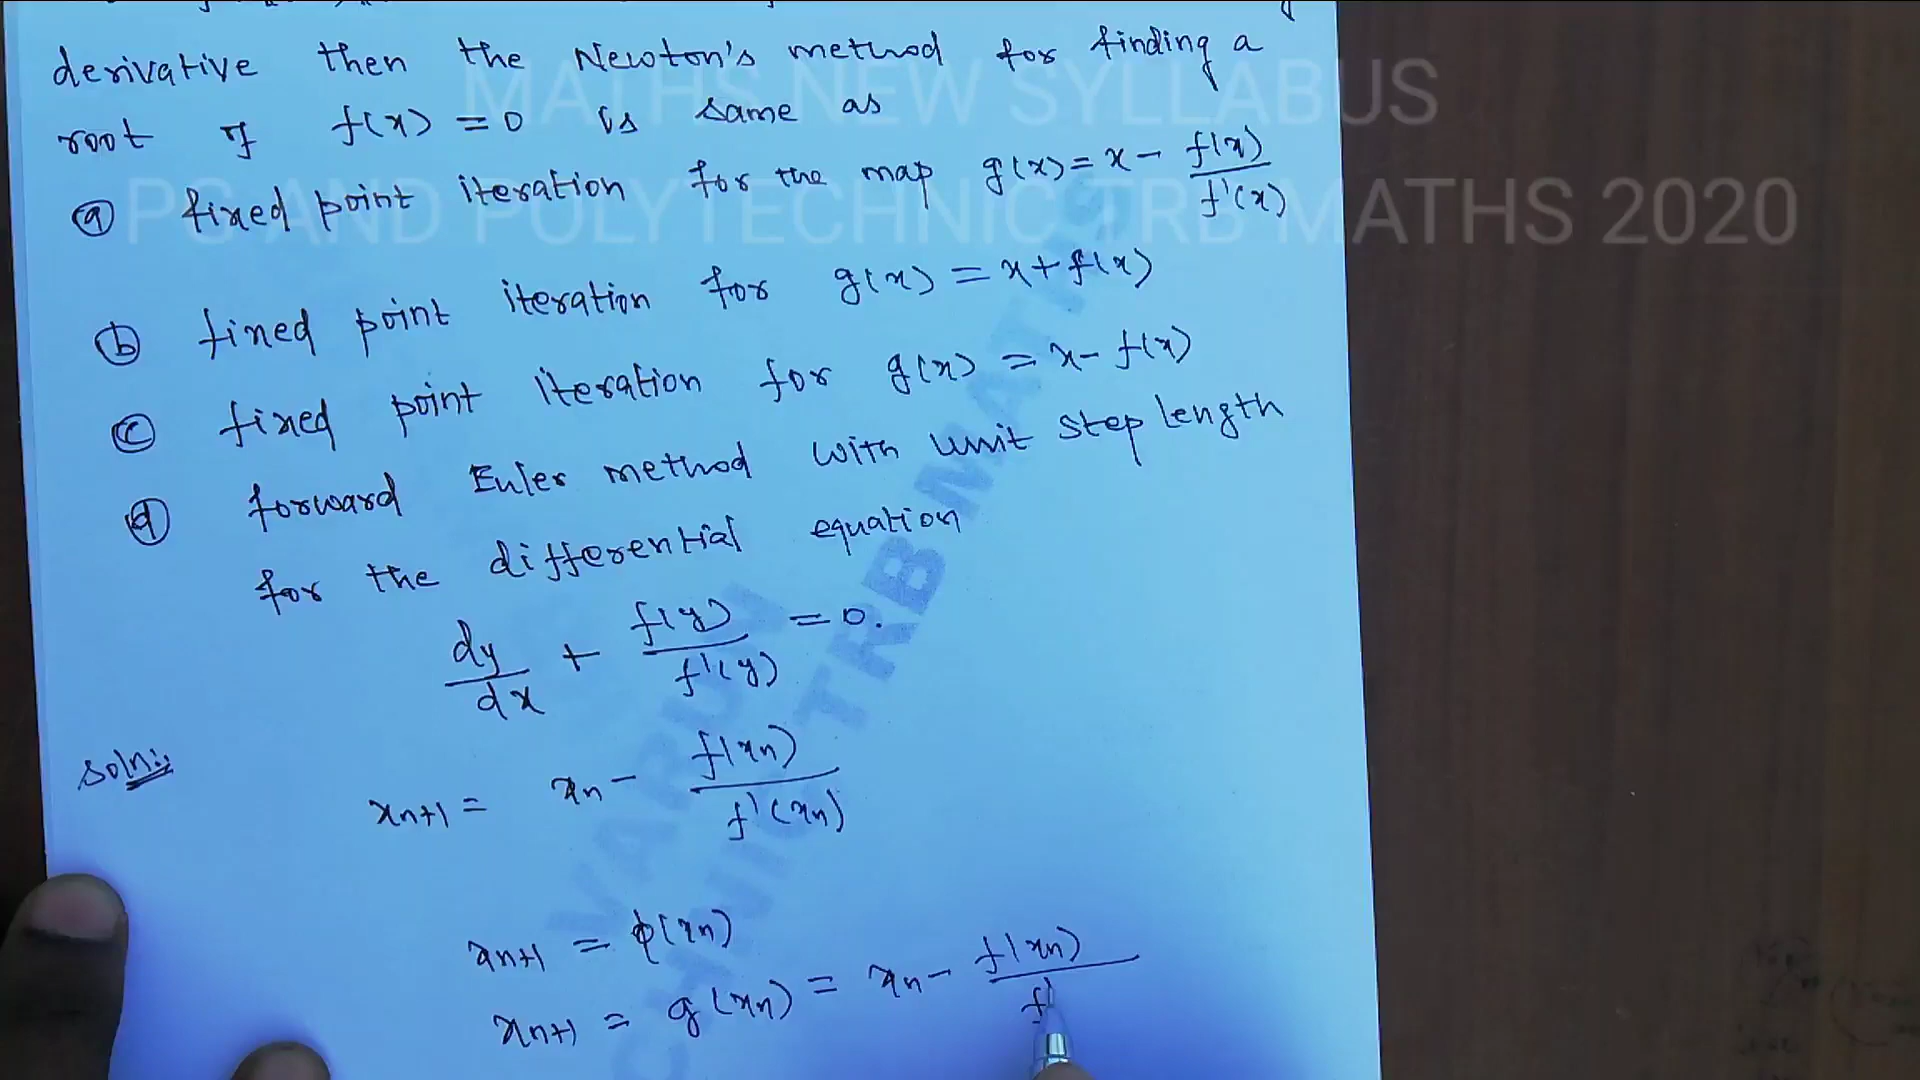 derivative then the Newton's method for finding a
root of f(x) = 0 is same as
ⓐ fixed point iteration for the map g(x) = x - f(x)/f'(x)
ⓑ fixed point iteration for g(x) = x + f(x)
ⓒ fixed point iteration for g(x) = x - f(x)
ⓓ forward Euler method with unit step length
for the differential equation
dy/dx + f(y)/f'(y) = 0.
Soln:
xn+1 = xn - f(xn)/f'(xn)
xn+1 = ϕ(xn)
xn+1 = g(xn) = xn - f(xn)/f'
MATHS NEW SYLLABUS
PG AND POLYTECHNIC TRB MATHS 2020
TRB MATHS